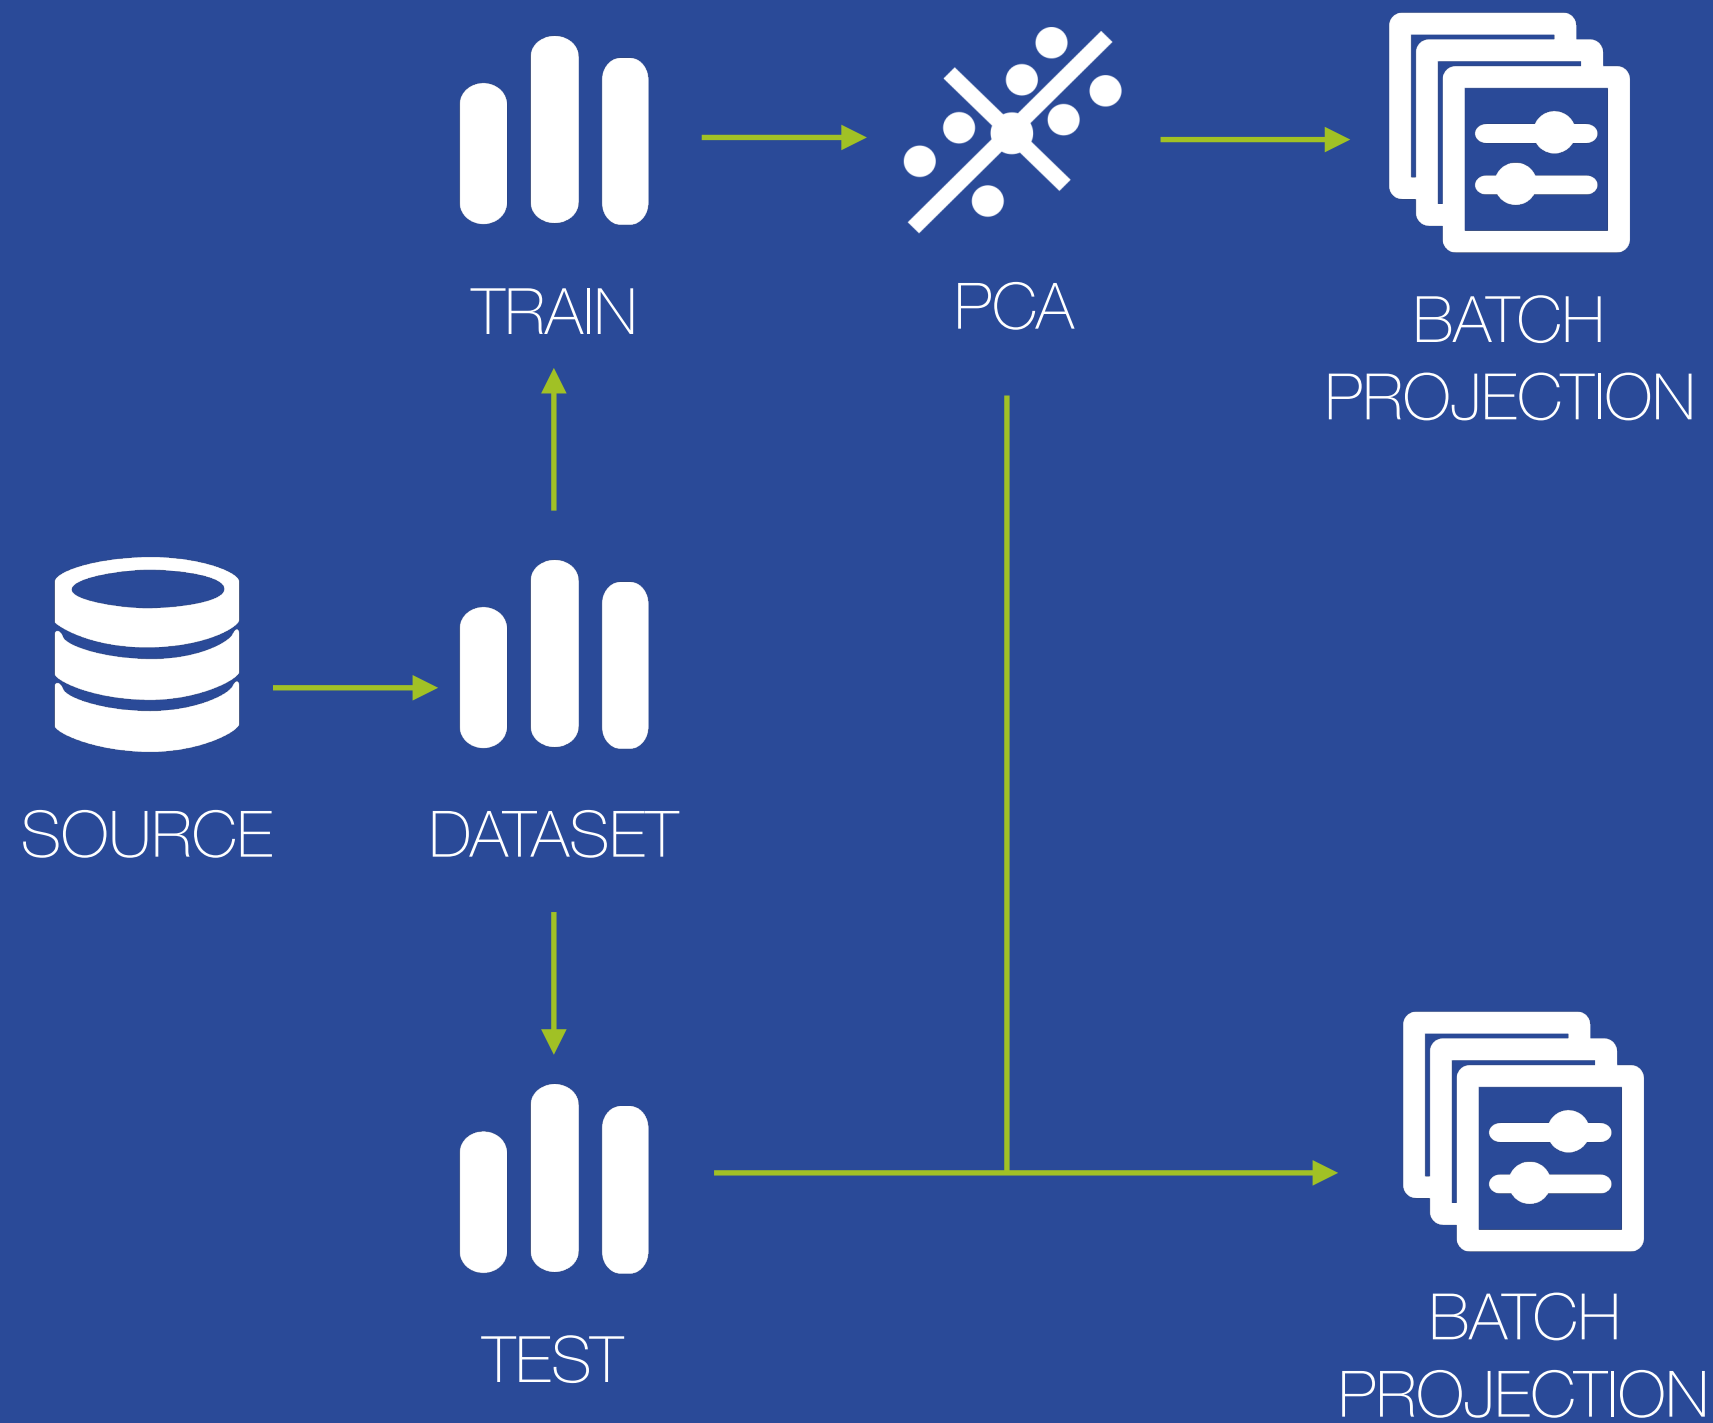 TRAIN
PCA
BATCH
PROJECTION
SOURCE
DATASET
TEST
BATCH
PROJECTION